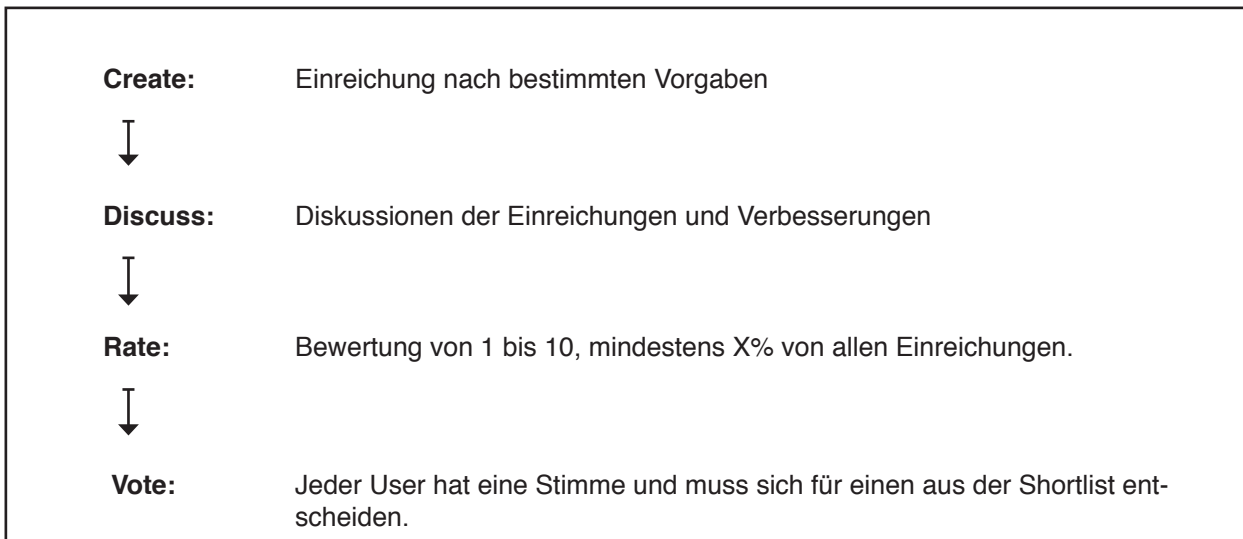 Create: Einreichung nach bestimmten Vorgaben
Discuss: Diskussionen der Einreichungen und Verbesserungen
Rate: Bewertung von 1 bis 10, mindestens X% von allen Einreichungen.
Vote: Jeder User hat eine Stimme und muss sich für einen aus der Shortlist ent-
scheiden.